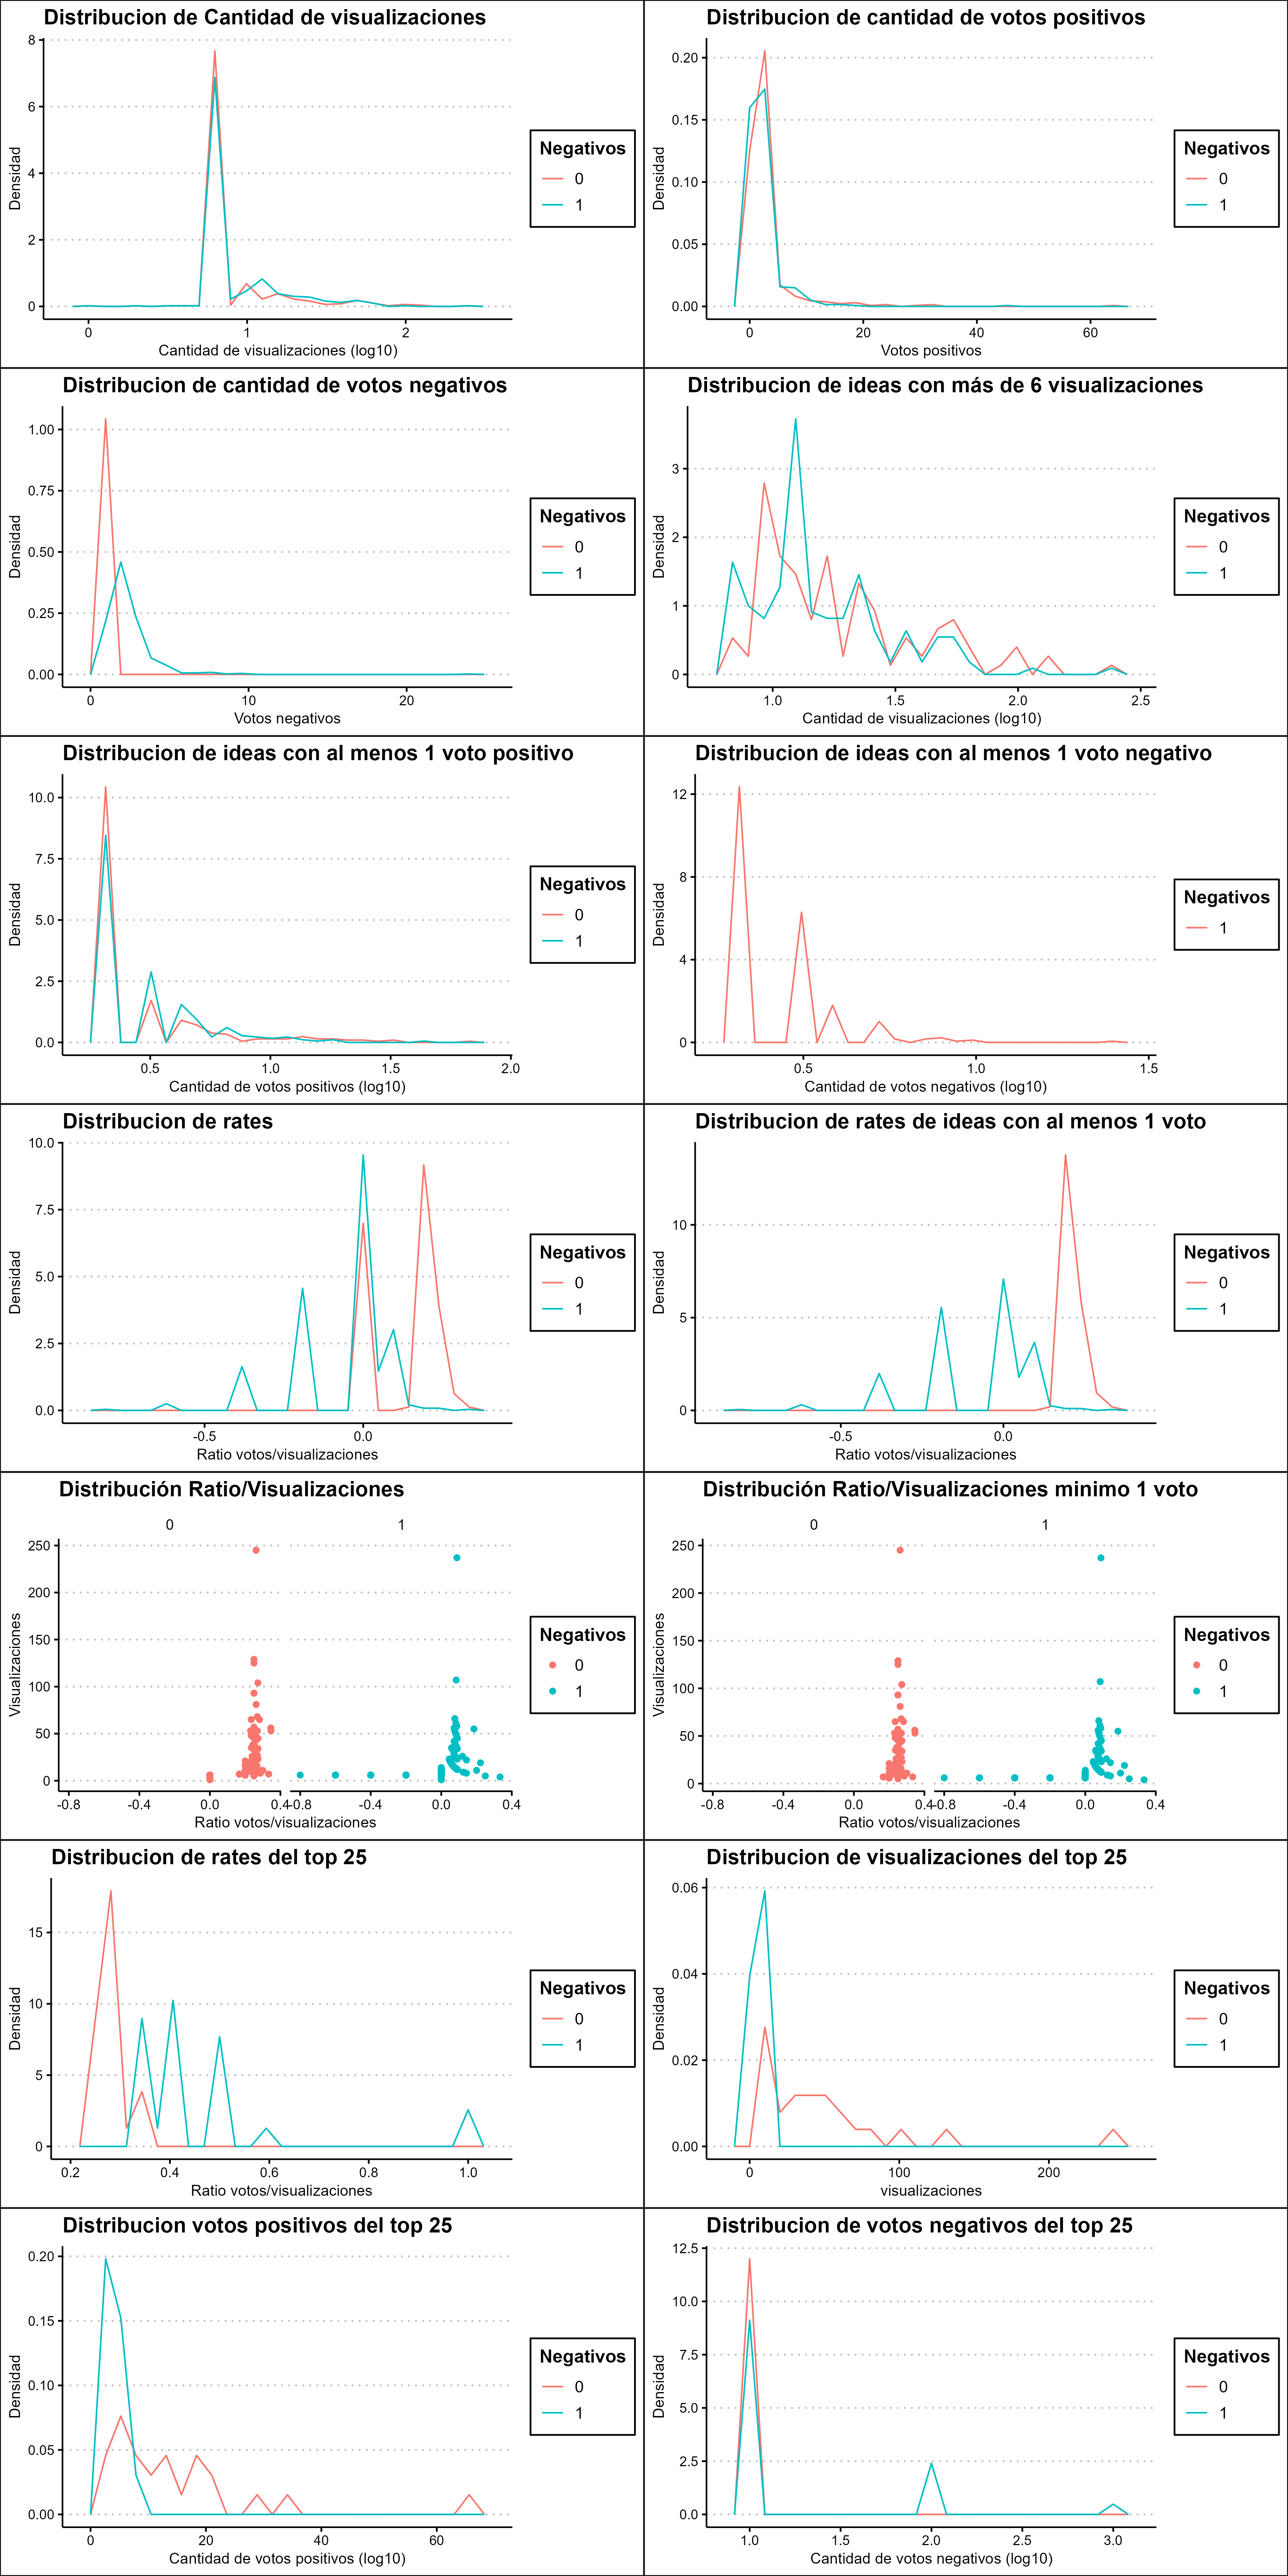 Distribucion de Cantidad de visualizaciones
Densidad
8
6
4
2
0
0 1 2
Cantidad de visualizaciones (log10)
Negativos
0
1
Distribucion de cantidad de votos positivos
Densidad
0.20
0.15
0.10
0.05
0.00
0 20 40 60
Votos positivos
Negativos
0
1
Distribucion de cantidad de votos negativos
Densidad
1.00
0.75
0.50
0.25
0.00
0 10 20
Votos negativos
Negativos
0
1
Distribucion de ideas con más de 6 visualizaciones
Densidad
3
2
1
0
1.0 1.5 2.0 2.5
Cantidad de visualizaciones (log10)
Negativos
0
1
Distribucion de ideas con al menos 1 voto positivo
Densidad
10.0
7.5
5.0
2.5
0.0
0.5 1.0 1.5 2.0
Cantidad de votos positivos (log10)
Negativos
0
1
Distribucion de ideas con al menos 1 voto negativo
Densidad
12
8
4
0
0.5 1.0 1.5
Cantidad de votos negativos (log10)
Negativos
1
Distribucion de rates
Densidad
10.0
7.5
5.0
2.5
0.0
-0.5 0.0
Ratio votos/visualizaciones
Negativos
0
1
Distribucion de rates de ideas con al menos 1 voto
Densidad
10
5
0
-0.5 0.0
Ratio votos/visualizaciones
Negativos
0
1
Distribución Ratio/Visualizaciones
0 1
Visualizaciones
250
200
150
100
50
0
-0.8 -0.4 0.0 0.4 -0.8 -0.4 0.0 0.4
Ratio votos/visualizaciones
Negativos
0
1
Distribución Ratio/Visualizaciones minimo 1 voto
0 1
Visualizaciones
250
200
150
100
50
0
-0.8 -0.4 0.0 0.4 -0.8 -0.4 0.0 0.4
Ratio votos/visualizaciones
Negativos
0
1
Distribucion de rates del top 25
Densidad
15
10
5
0
0.2 0.4 0.6 0.8 1.0
Ratio votos/visualizaciones
Negativos
0
1
Distribucion de visualizaciones del top 25
Densidad
0.06
0.04
0.02
0.00
0 100 200
visualizaciones
Negativos
0
1
Distribucion votos positivos del top 25
Densidad
0.20
0.15
0.10
0.05
0.00
0 20 40 60
Cantidad de votos positivos (log10)
Negativos
0
1
Distribucion de votos negativos del top 25
Densidad
12.5
10.0
7.5
5.0
2.5
0.0
1.0 1.5 2.0 2.5 3.0
Cantidad de votos negativos (log10)
Negativos
0
1